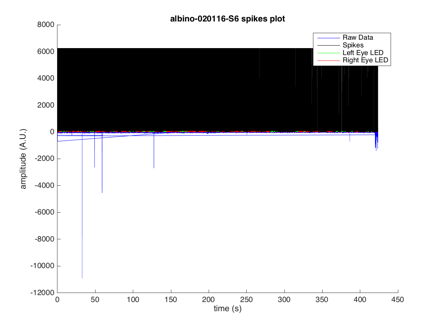 albino-020116-S6 spikes plot
8000
6000
4000
2000
0
-2000
-4000
-6000
-8000
-10000
-12000
amplitude (A.U.)
Raw Data
Spikes
Left Eye LED
Right Eye LED
0 50 100 150 200 250 300 350 400 450
time (s)